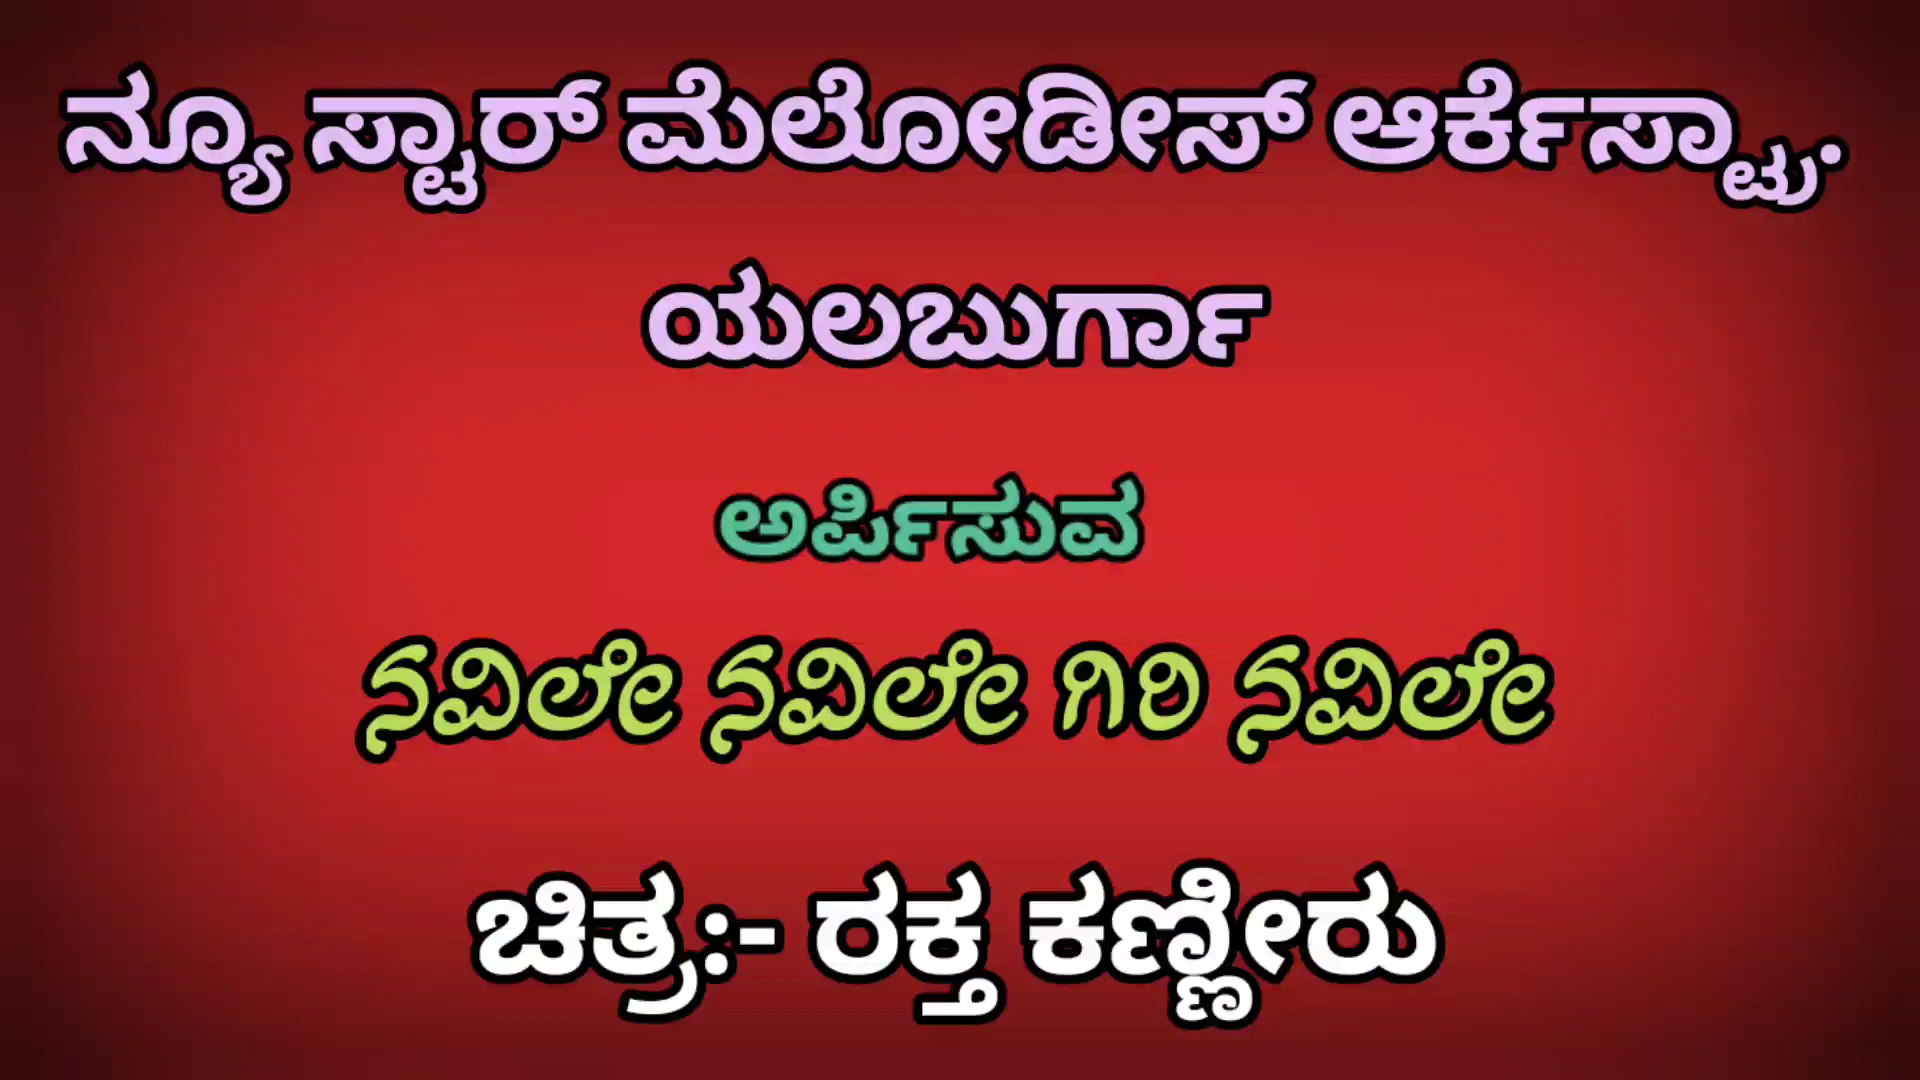 ನ್ಯೂ ಸ್ಟಾರ್ ಮೆಲೋಡೀಸ್ ಆರ್ಕೆಸ್ಟ್ರಾ.
ಯಲಬುರ್ಗಾ
ಅರ್ಪಿಸುವ
ನವಿಲೇ ನವಿಲೇ ಗಿರಿ ನವಿಲೇ
ಚಿತ್ರ:- ರಕ್ತ ಕಣ್ಣೀರು